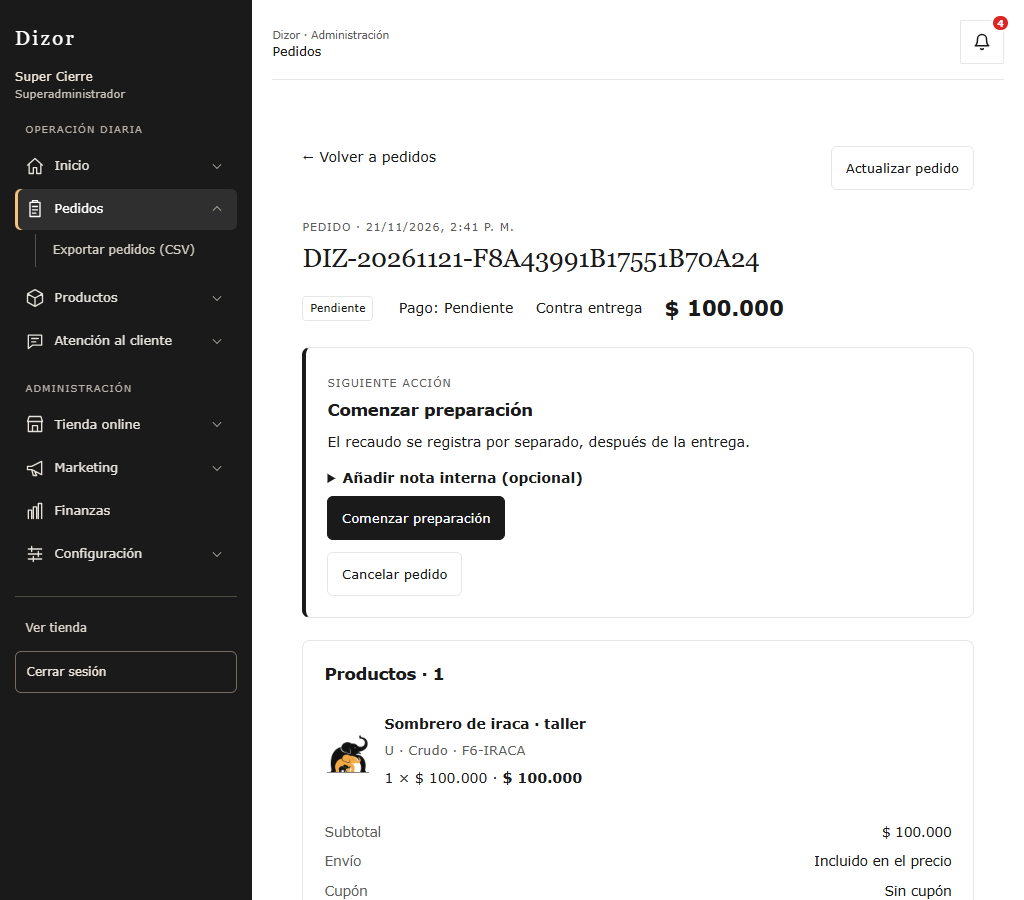 Dizor
Super Cierre
Superadministrador
OPERACIÓN DIARIA
Inicio
Pedidos
Exportar pedidos (CSV)
Productos
Atención al cliente
ADMINISTRACIÓN
Tienda online
Marketing
Finanzas
Configuración
Ver tienda
Cerrar sesión
Dizor · Administración
Pedidos
4
← Volver a pedidos
Actualizar pedido
PEDIDO · 21/11/2026, 2:41 P. M.
DIZ-20261121-F8A43991B17551B70A24
Pendiente Pago: Pendiente Contra entrega $ 100.000
SIGUIENTE ACCIÓN
Comenzar preparación
El recaudo se registra por separado, después de la entrega.
▶ Añadir nota interna (opcional)
Comenzar preparación
Cancelar pedido
Productos · 1
Sombrero de iraca · taller
U · Crudo · F6-IRACA
1 × $ 100.000 · $ 100.000
Subtotal $ 100.000
Envío Incluido en el precio
Cupón Sin cupón